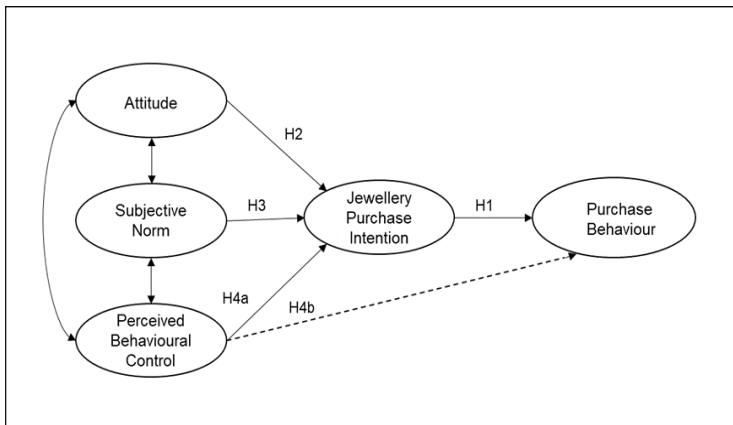 Attitude
H2
Subjective
Norm
H3
Jewellery
Purchase
Intention
H1
Purchase
Behaviour
H4a
H4b
Perceived
Behavioural
Control